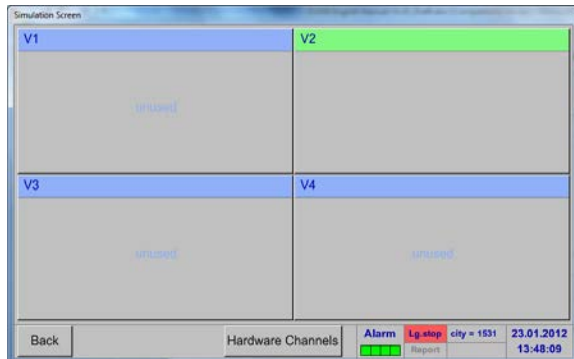 Simulation Screen
V1
V2
unused
V3
V4
unused
unused
Back
Hardware Channels
Alarm
Lg.stop
city = 1531
23.01.2012
Report
13:48:09